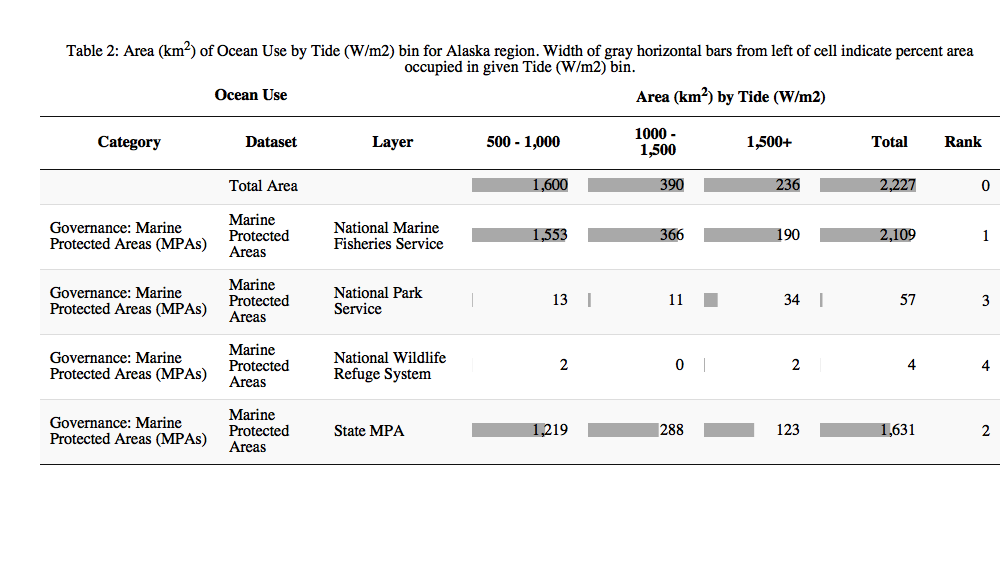 Table 2: Area (km2) of Ocean Use by Tide (W/m2) bin for Alaska region. Width of gray horizontal bars from left of cell indicate percent area
occupied in given Tide (W/m2) bin.
Ocean Use Area (km2) by Tide (W/m2)
Category Dataset Layer 500 - 1,000 1000 - 1,500 1,500+ Total Rank
Total Area 1,600 390 236 2,227 0
Governance: Marine Protected Areas (MPAs) Marine Protected Areas National Marine Fisheries Service 1,553 366 190 2,109 1
Governance: Marine Protected Areas (MPAs) Marine Protected Areas National Park Service 13 11 34 57 3
Governance: Marine Protected Areas (MPAs) Marine Protected Areas National Wildlife Refuge System 2 0 2 4 4
Governance: Marine Protected Areas (MPAs) Marine Protected Areas State MPA 1,219 288 123 1,631 2